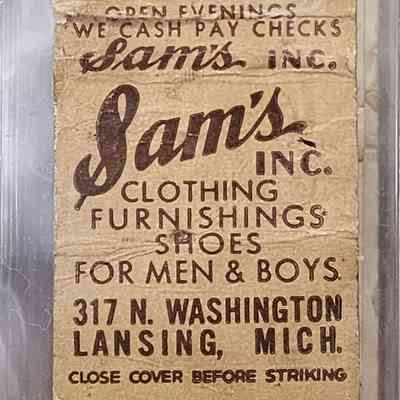 OPEN EVENINGS
WE CASH PAY CHECKS
Sam's INC.
Sam's
INC.
CLOTHING
FURNISHINGS
SHOES
FOR MEN & BOYS
317 N. WASHINGTON
LANSING, MICH.
CLOSE COVER BEFORE STRIKING